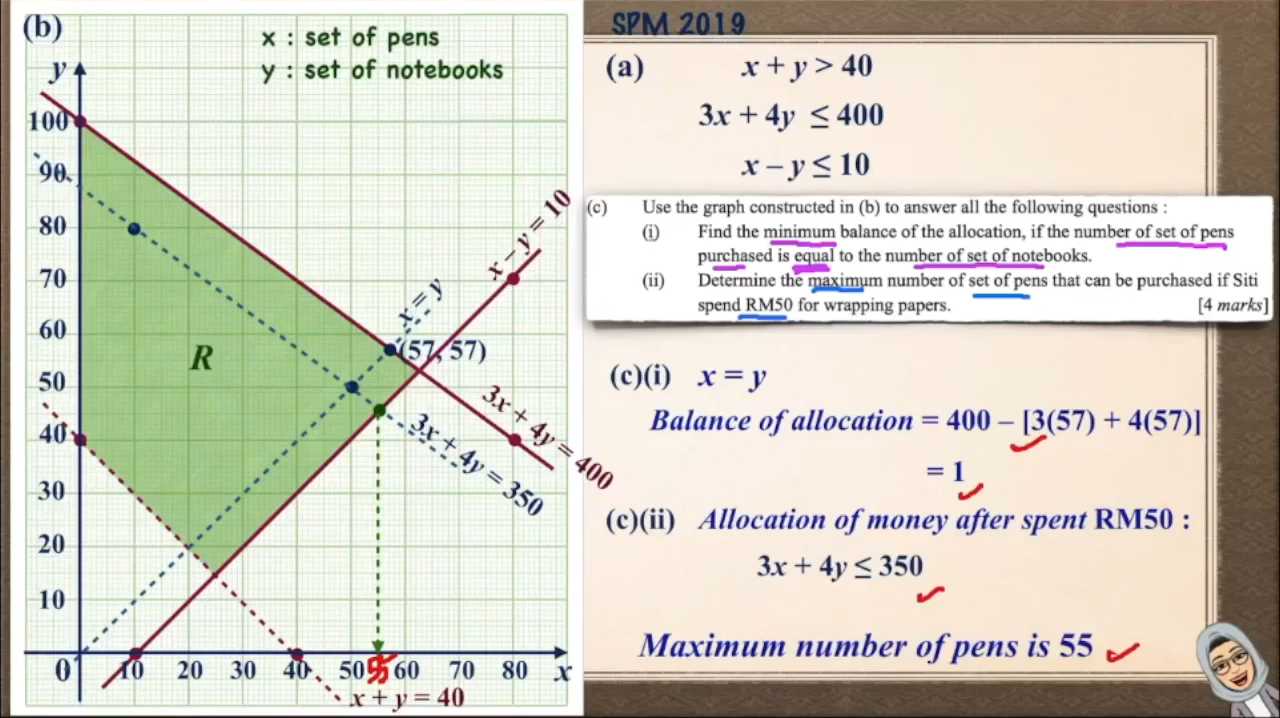 (b)
x : set of pens
y : set of notebooks
y
100
90
80
70
60
50
40
30
20
10
0
10
20
30
40
50
55
60
70
80
x
R
x – y = 10
x = y
(57, 57)
3x + 4y = 400
3x + 4y = 350
x + y = 40
SPM 2019
(a) x + y > 40
3x + 4y ≤ 400
x – y ≤ 10
(c) Use the graph constructed in (b) to answer all the following questions :
(i) Find the minimum balance of the allocation, if the number of set of pens
purchased is equal to the number of set of notebooks.
(ii) Determine the maximum number of set of pens that can be purchased if Siti
spend RM50 for wrapping papers. [4 marks]
(c)(i) x = y
Balance of allocation = 400 – [3(57) + 4(57)]
= 1
(c)(ii) Allocation of money after spent RM50 :
3x + 4y ≤ 350
Maximum number of pens is 55